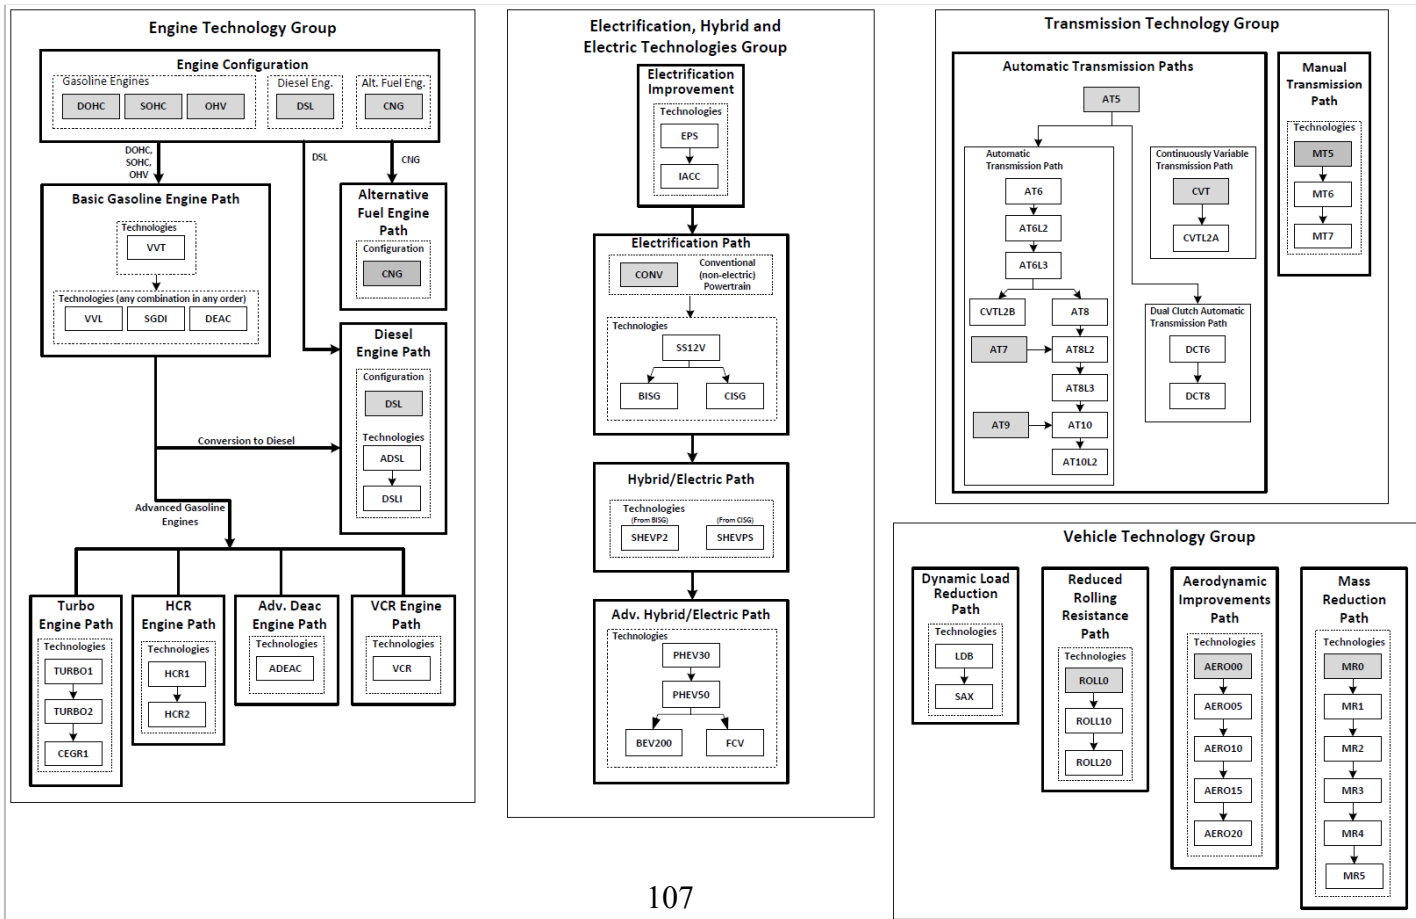 Engine Technology Group
Engine Configuration
Gasoline Engines
DOHC
SOHC
OHV
Diesel Eng.
DSL
Alt. Fuel Eng.
CNG
DOHC,
SOHC,
OHV
DSL
CNG
Basic Gasoline Engine Path
Technologies
VVT
Technologies (any combination in any order)
VVL
SGDI
DEAC
Alternative
Fuel Engine
Path
Configuration
CNG
Diesel
Engine Path
Configuration
DSL
Technologies
ADSL
DSLI
Conversion to Diesel
Advanced Gasoline
Engines
Turbo
Engine Path
Technologies
TURBO1
TURBO2
CEGR1
HCR
Engine Path
Technologies
HCR1
HCR2
Adv. Deac
Engine Path
Technologies
ADEAC
VCR Engine
Path
Technologies
VCR
Electrification, Hybrid and
Electric Technologies Group
Electrification
Improvement
Technologies
EPS
IACC
Electrification Path
CONV
Conventional
(non-electric)
Powertrain
Technologies
SS12V
BISG
CISG
Hybrid/Electric Path
Technologies
(From BISG)
SHEVP2
(From CISG)
SHEVPS
Adv. Hybrid/Electric Path
Technologies
PHEV30
PHEV50
BEV200
FCV
Transmission Technology Group
Automatic Transmission Paths
AT5
Automatic
Transmission Path
AT6
AT6L2
AT6L3
CVTL2B
AT8
AT7
AT8L2
AT8L3
AT9
AT10
AT10L2
Continuously Variable
Transmission Path
CVT
CVTL2A
Dual Clutch Automatic
Transmission Path
DCT6
DCT8
Manual
Transmission
Path
Technologies
MT5
MT6
MT7
Vehicle Technology Group
Dynamic Load
Reduction Path
Technologies
LDB
SAX
Reduced
Rolling
Resistance
Path
Technologies
ROLL0
ROLL10
ROLL20
Aerodynamic
Improvements
Path
Technologies
AERO00
AERO05
AERO10
AERO15
AERO20
Mass
Reduction
Path
Technologies
MR0
MR1
MR2
MR3
MR4
MR5
107